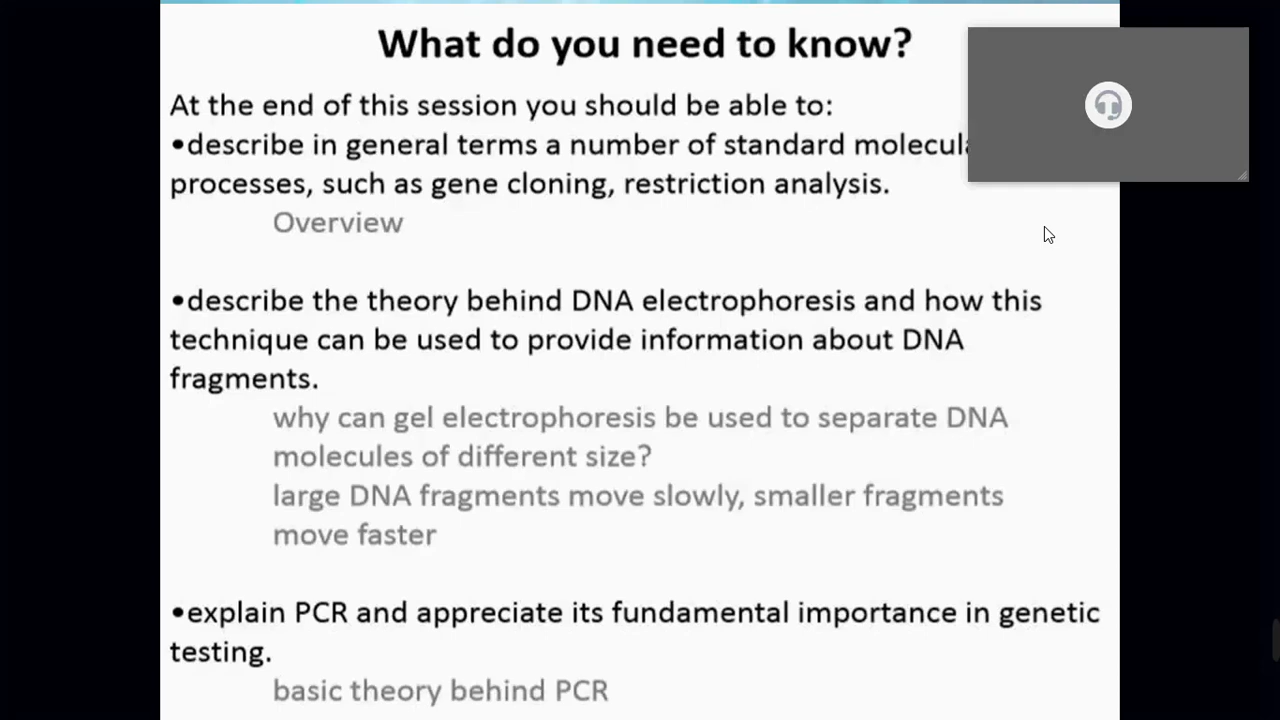 What do you need to know?
At the end of this session you should be able to:
•describe in general terms a number of standard
processes, such as gene cloning, restriction analysis.
Overview
•describe the theory behind DNA electrophoresis and how this
technique can be used to provide information about DNA
fragments.
why can gel electrophoresis be used to separate DNA
molecules of different size?
large DNA fragments move slowly, smaller fragments
move faster
•explain PCR and appreciate its fundamental importance in genetic
testing.
basic theory behind PCR